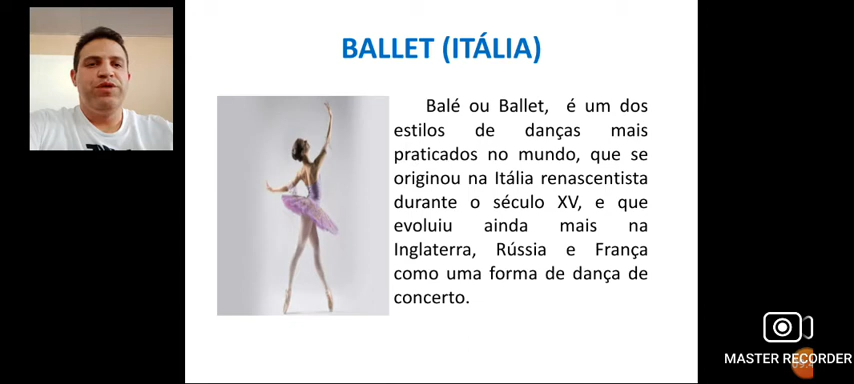 BALLET (ITÁLIA)
Balé ou Ballet, é um dos
estilos de danças mais
praticados no mundo, que se
originou na Itália renascentista
durante o século XV, e que
evoluiu ainda mais na
Inglaterra, Rússia e França
como uma forma de dança de
concerto.
MASTER RECORDER